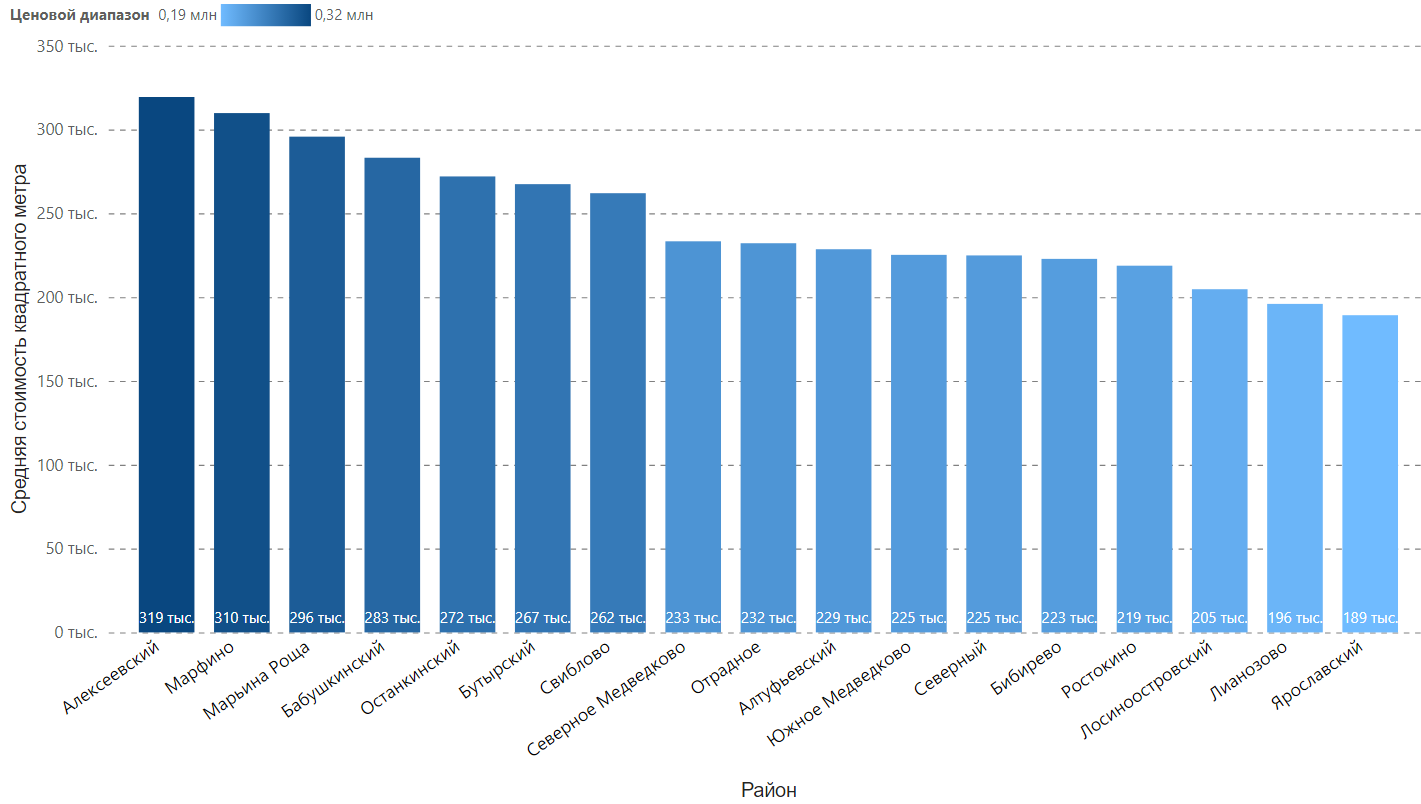 Ценовой диапазон 0,19 млн 0,32 млн
350 тыс.
300 тыс.
250 тыс.
200 тыс.
150 тыс.
100 тыс.
50 тыс.
0 тыс.
Средняя стоимость квадратного метра
319 тыс. 310 тыс. 296 тыс. 283 тыс. 272 тыс. 267 тыс. 262 тыс. 233 тыс. 232 тыс. 229 тыс. 225 тыс. 225 тыс. 223 тыс. 219 тыс. 205 тыс. 196 тыс. 189 тыс.
Алексеевский
Марфино
Марьина Роща
Бабушкинский
Останкинский
Бутырский
Свиблово
Северное Медведково
Отрадное
Алтуфьевский
Южное Медведково
Северный
Бибирево
Ростокино
Лосиноостровский
Лианозово
Ярославский
Район